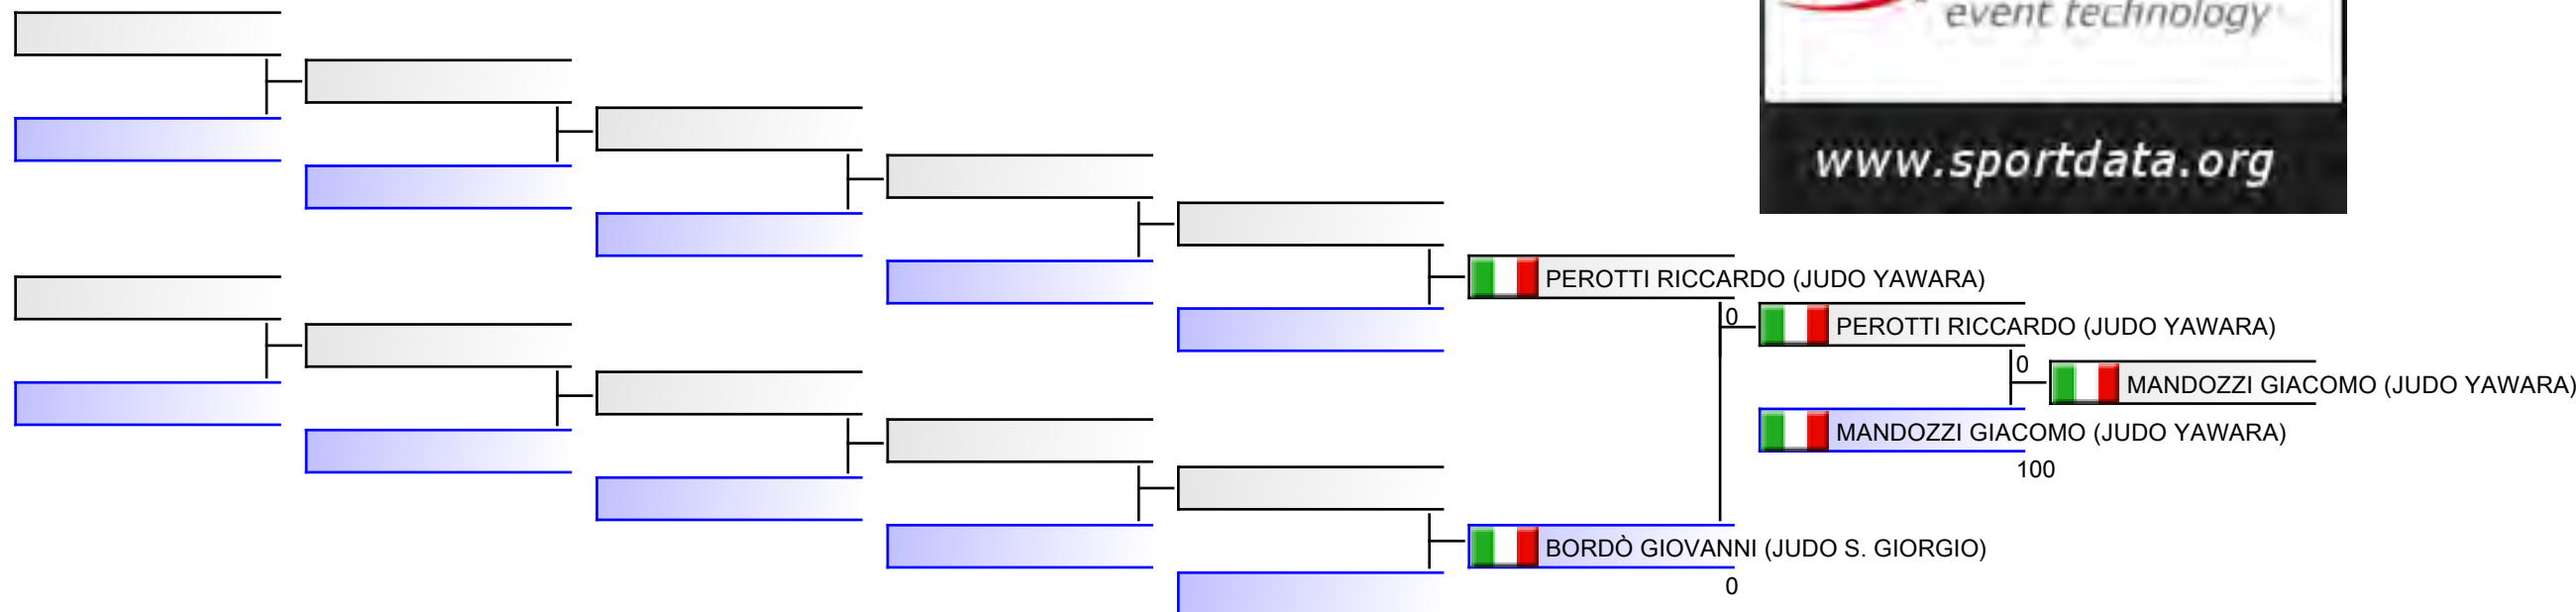 event technology
www.sportdata.org
PEROTTI RICCARDO (JUDO YAWARA)
0
PEROTTI RICCARDO (JUDO YAWARA)
0
MANDOZZI GIACOMO (JUDO YAWARA)
MANDOZZI GIACOMO (JUDO YAWARA)
100
BORDÒ GIOVANNI (JUDO S. GIORGIO)
0